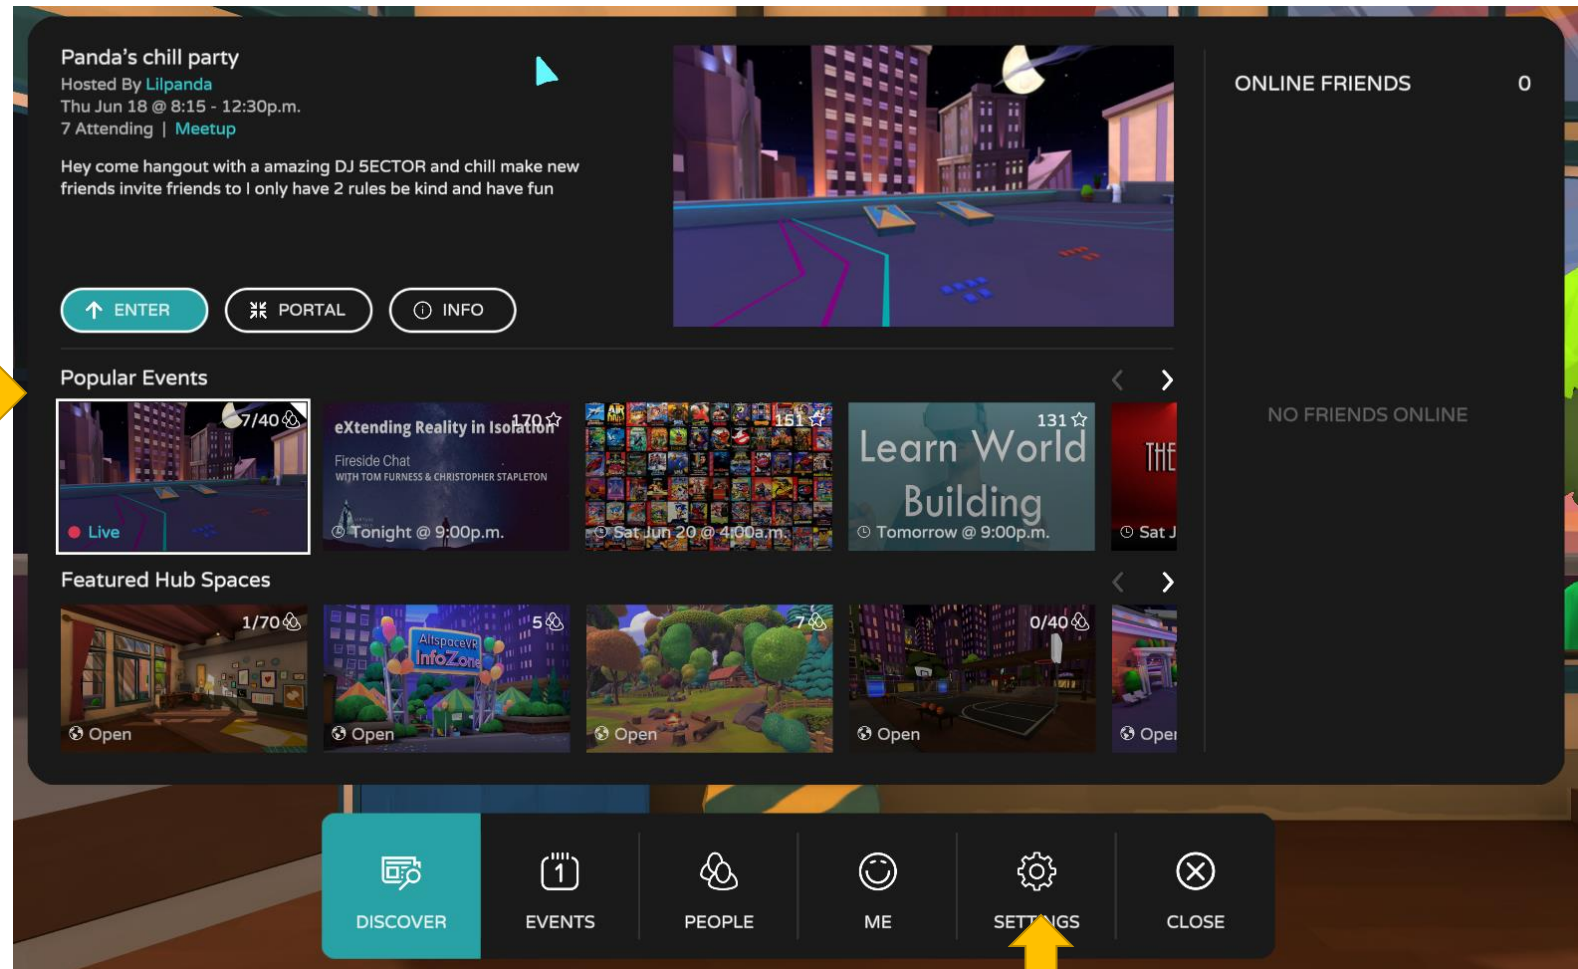 Panda's chill party
Hosted By Lilpanda
Thu Jun 18 @ 8:15 - 12:30p.m.
7 Attending | Meetup
Hey come hangout with a amazing DJ 5ECTOR and chill make new
friends invite friends to I only have 2 rules be kind and have fun
ENTER
PORTAL
INFO
ONLINE FRIENDS 0
NO FRIENDS ONLINE
Popular Events
7/40
Live
170
eXtending Reality in Isolation
Fireside Chat
WITH TOM FURNESS & CHRISTOPHER STAPLETON
Tonight @ 9:00p.m.
151
Sat Jun 20 @ 4:00a.m.
131
Learn World
Building
Tomorrow @ 9:00p.m.
THE
Sat J
Featured Hub Spaces
1/70
Open
5
AltspaceVR
InfoZone
Open
7
Open
0/40
Open
Oper
DISCOVER
1
EVENTS
PEOPLE
ME
SETTINGS
CLOSE